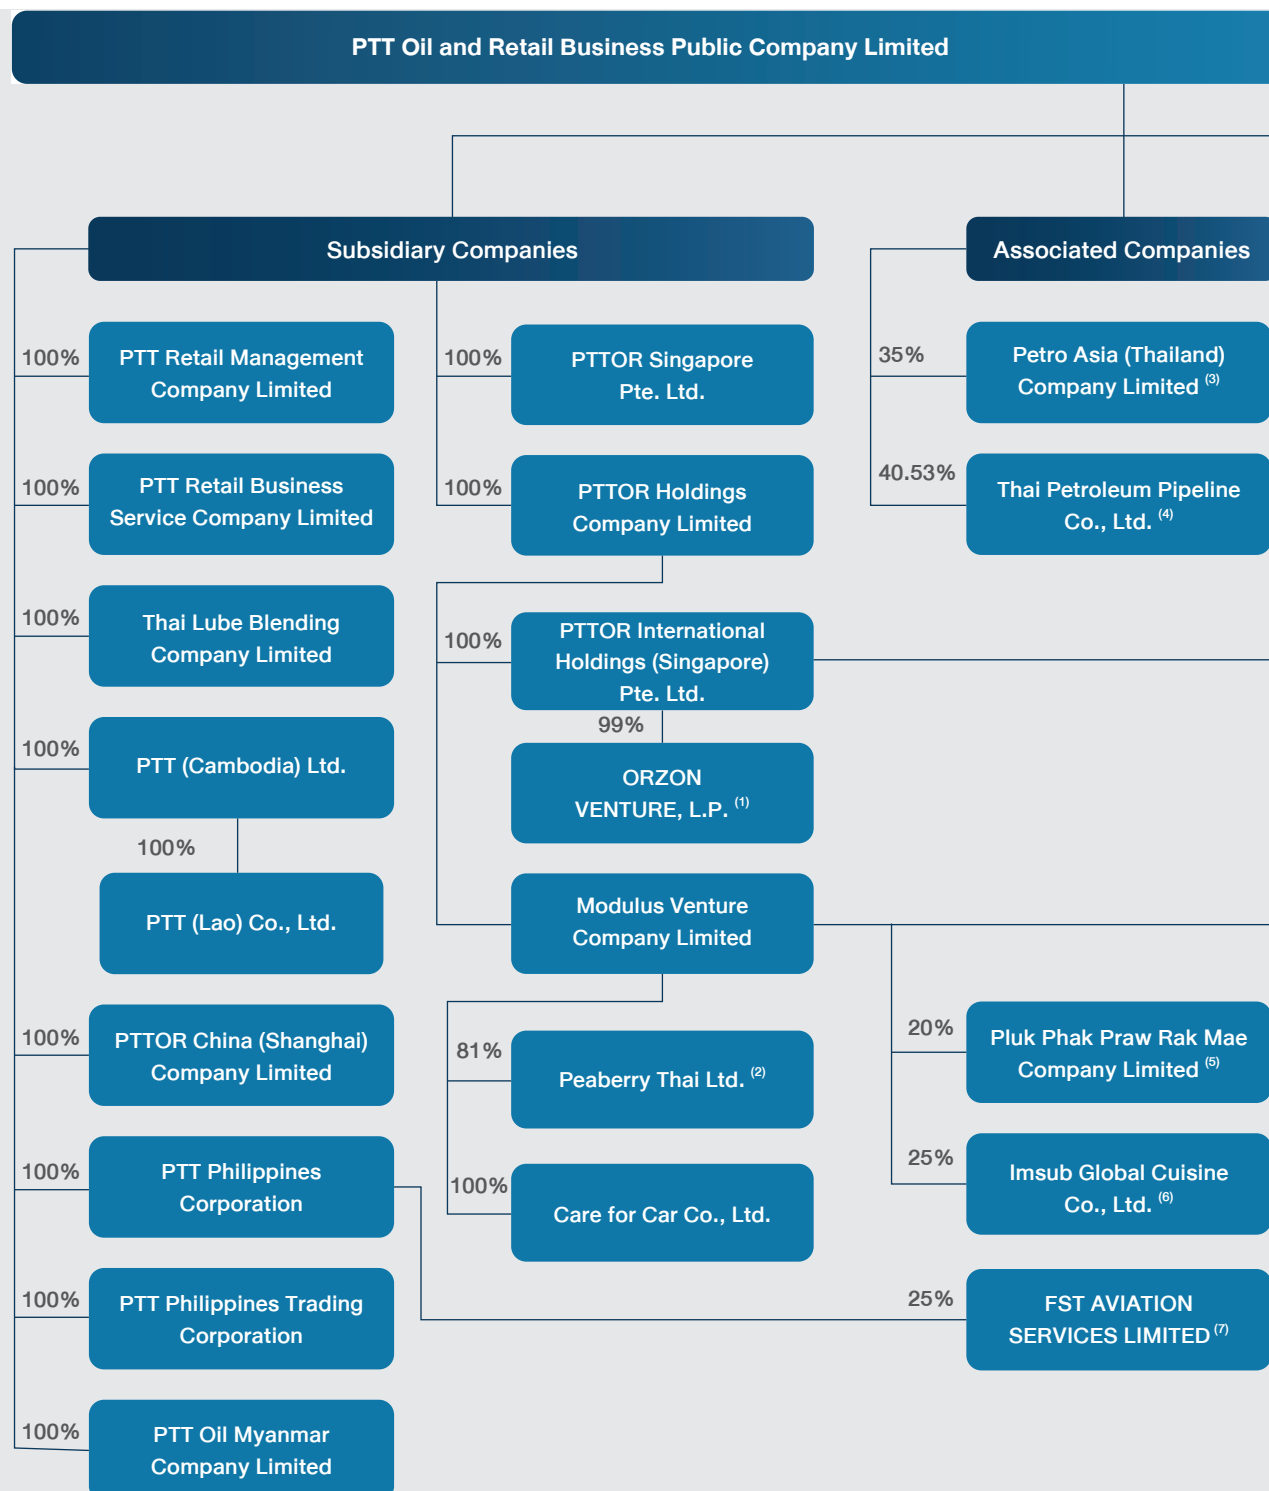 PTT Oil and Retail Business Public Company Limited
Subsidiary Companies
100%
PTT Retail Management
Company Limited
100%
PTT Retail Business
Service Company Limited
100%
Thai Lube Blending
Company Limited
100%
PTT (Cambodia) Ltd.
100%
PTT (Lao) Co., Ltd.
100%
PTTOR China (Shanghai)
Company Limited
100%
PTT Philippines
Corporation
100%
PTT Philippines Trading
Corporation
100%
PTT Oil Myanmar
Company Limited
100%
PTTOR Singapore
Pte. Ltd.
100%
PTTOR Holdings
Company Limited
100%
PTTOR International
Holdings (Singapore)
Pte. Ltd.
99%
ORZON
VENTURE, L.P. (1)
Modulus Venture
Company Limited
81%
Peaberry Thai Ltd. (2)
100%
Care for Car Co., Ltd.
Associated Companies
35%
Petro Asia (Thailand)
Company Limited (3)
40.53%
Thai Petroleum Pipeline
Co., Ltd. (4)
20%
Pluk Phak Praw Rak Mae
Company Limited (5)
25%
Imsub Global Cuisine
Co., Ltd. (6)
25%
FST AVIATION
SERVICES LIMITED (7)